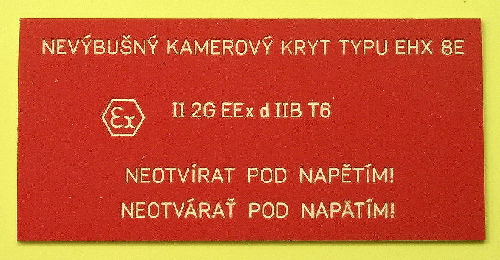 NEVÝBUŠNÝ KAMEROVÝ KRYT TYPU EHX 8E
Ex II 2G EEx d IIB T6
NEOTVÍRAT POD NAPĚTÍM!
NEOTVÁRAŤ POD NAPÄTÍM!